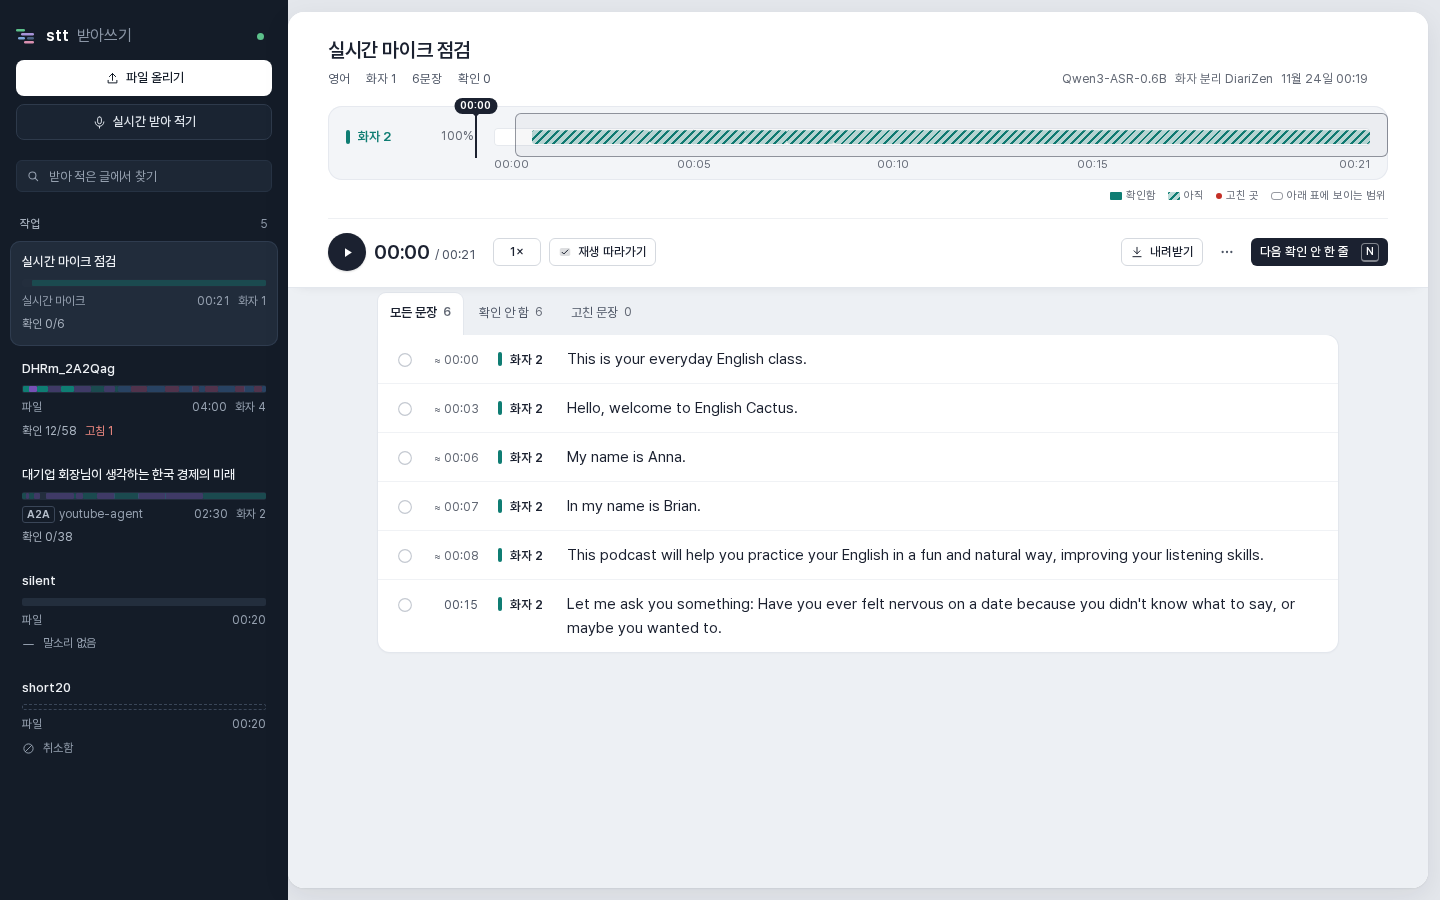 stt 받아쓰기
파일 올리기
실시간 받아 적기
받아 적은 글에서 찾기
작업 5
실시간 마이크 점검
실시간 마이크 00:21 화자 1
확인 0/6
DHRm_2A2Qag
파일 04:00 화자 4
확인 12/58 고침 1
대기업 회장님이 생각하는 한국 경제의 미래
A2A youtube-agent 02:30 화자 2
확인 0/38
silent
파일 00:20
— 말소리 없음
short20
파일 00:20
취소함
실시간 마이크 점검
영어 화자 1 6문장 확인 0 Qwen3-ASR-0.6B 화자 분리 DiariZen 11월 24일 00:19
00:00
화자 2 100%
00:00 00:05 00:10 00:15 00:21
확인함 아직 고친 곳 아래 표에 보이는 범위
00:00 / 00:21 1× 재생 따라가기 내려받기 ··· 다음 확인 안 한 줄 N
모든 문장 6 확인 안 함 6 고친 문장 0
≈ 00:00 화자 2 This is your everyday English class.
≈ 00:03 화자 2 Hello, welcome to English Cactus.
≈ 00:06 화자 2 My name is Anna.
≈ 00:07 화자 2 In my name is Brian.
≈ 00:08 화자 2 This podcast will help you practice your English in a fun and natural way, improving your listening skills.
00:15 화자 2 Let me ask you something: Have you ever felt nervous on a date because you didn't know what to say, or
maybe you wanted to.